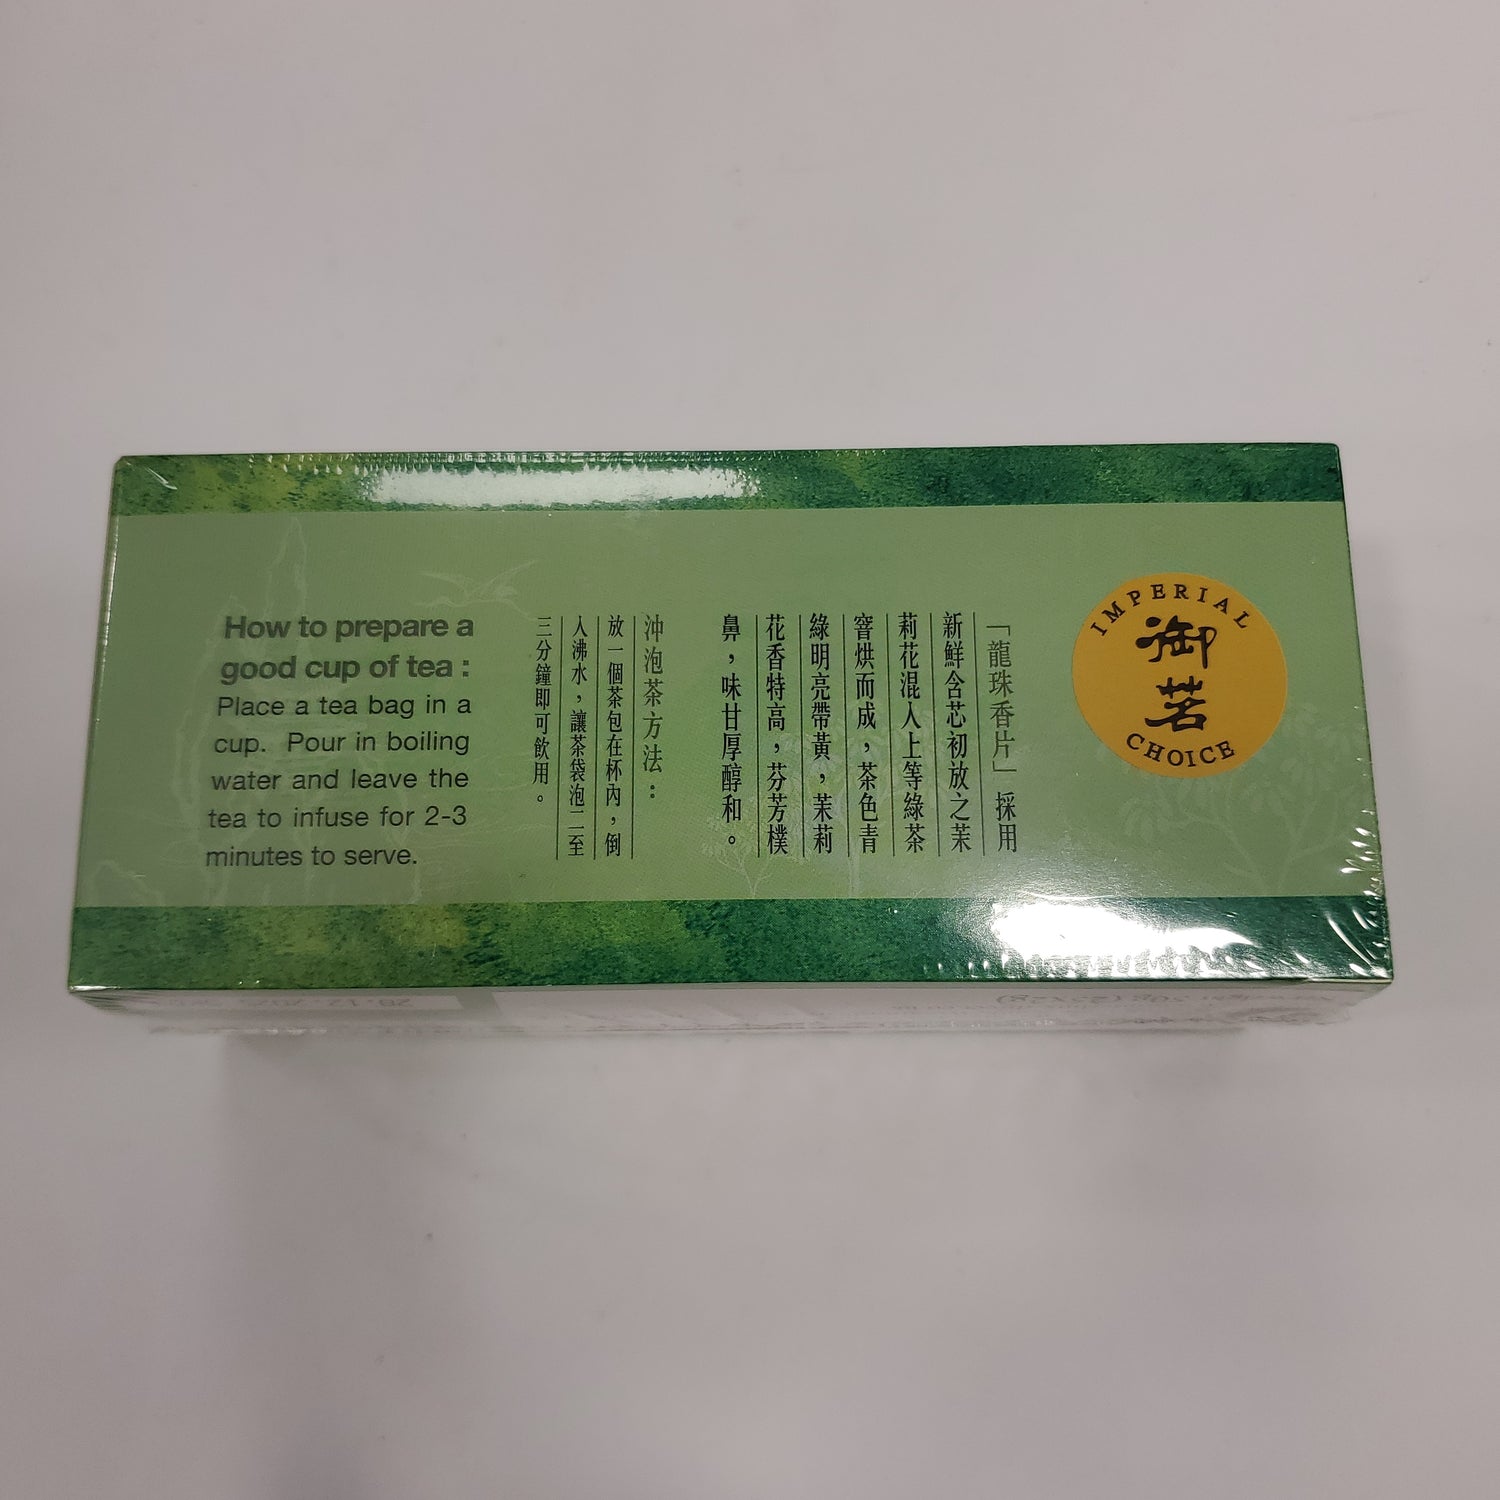 IMPERIAL
御茗
CHOICE
「龍珠香片」採用
新鮮含芯初放之茉
莉花混入上等綠茶
窨烘而成，茶色青
綠明亮帶黃，茉莉
花香特高，芬芳樸
鼻，味甘厚醇和。
沖泡茶方法：
放一個茶包在杯內，倒
入沸水，讓茶袋泡二至
三分鐘即可飲用。
How to prepare a
good cup of tea :
Place a tea bag in a
cup. Pour in boiling
water and leave the
tea to infuse for 2-3
minutes to serve.